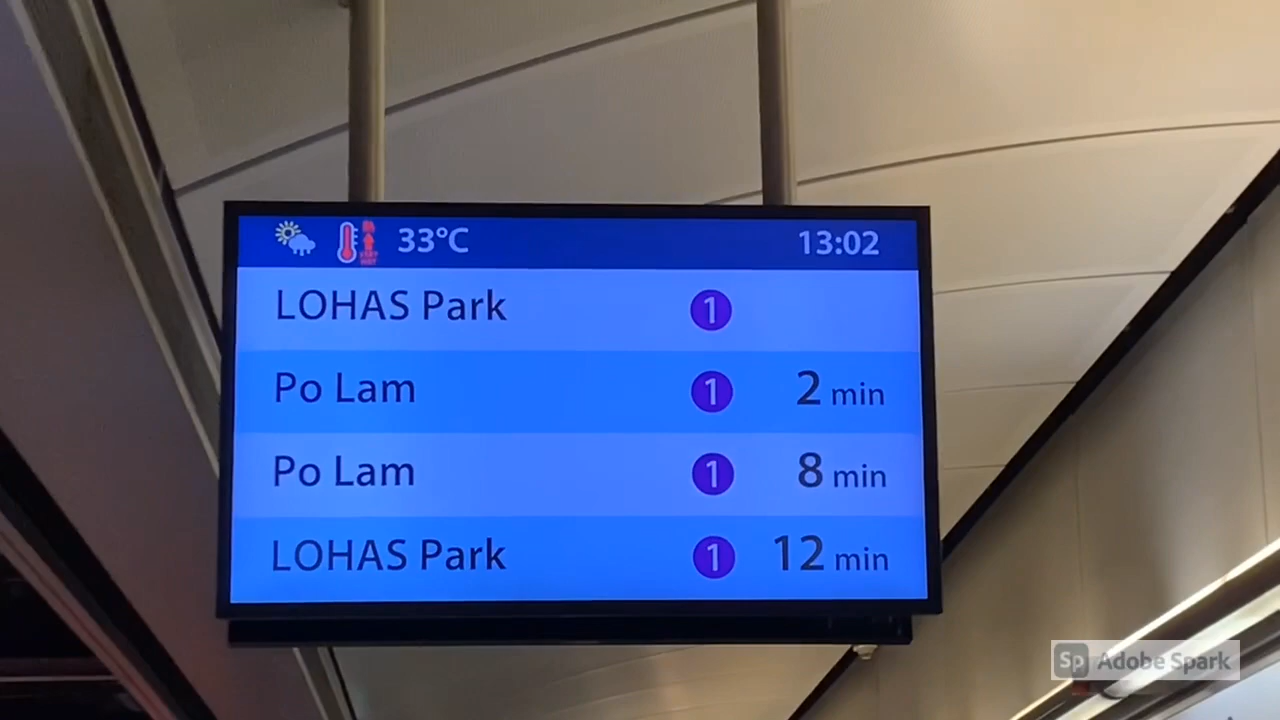 33°C 13:02
LOHAS Park 1
Po Lam 1 2 min
Po Lam 1 8 min
LOHAS Park 1 12 min
Sp Adobe Spark